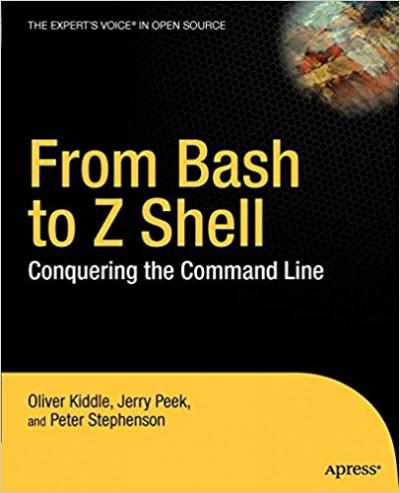 THE EXPERT'S VOICE® IN OPEN SOURCE
From Bash
to Z Shell
Conquering the Command Line
Oliver Kiddle, Jerry Peek,
and Peter Stephenson
Apress®